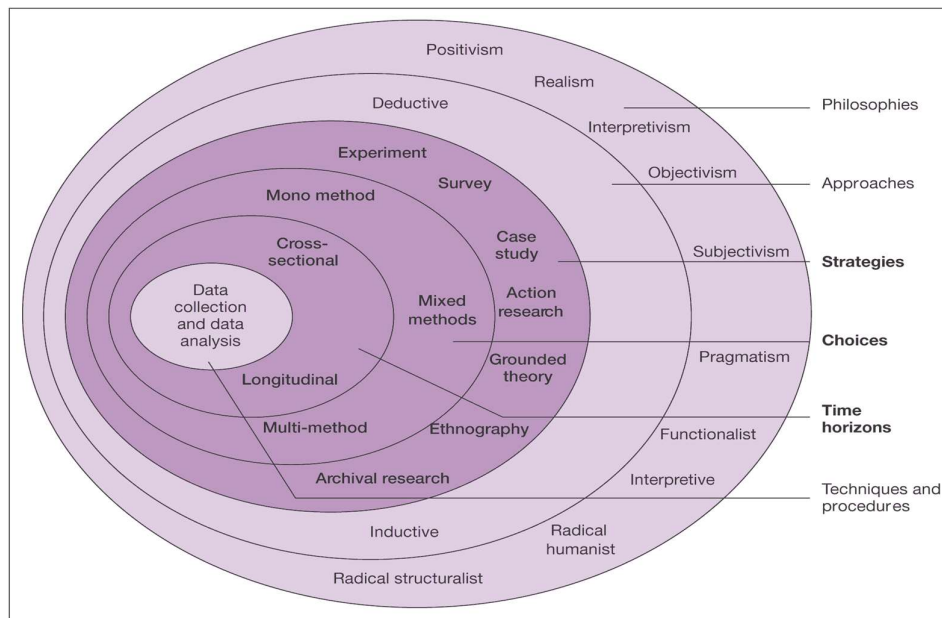 Positivism
Realism
Philosophies
Deductive
Interpretivism
Experiment
Objectivism
Approaches
Survey
Mono method
Case
study
Subjectivism
Strategies
Cross-
sectional
Data
collection
and data
analysis
Mixed
methods
Action
research
Choices
Pragmatism
Grounded
theory
Longitudinal
Time
horizons
Multi-method
Ethnography
Functionalist
Archival research
Interpretive
Techniques and
procedures
Inductive
Radical
humanist
Radical structuralist